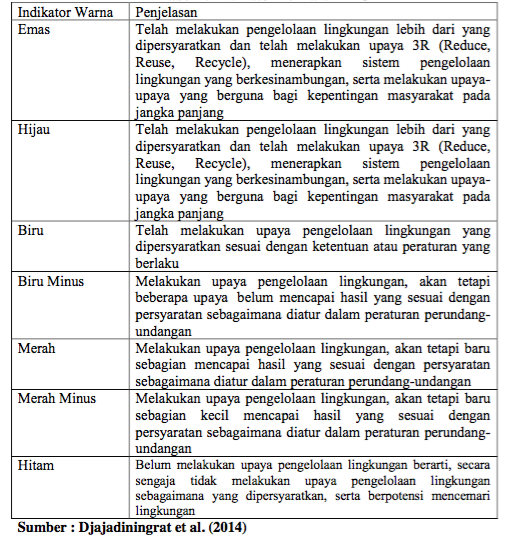 Indikator Warna Penjelasan
Emas Telah melakukan pengelolaan lingkungan lebih dari yang
dipersyaratkan dan telah melakukan upaya 3R (Reduce,
Reuse, Recycle), menerapkan sistem pengelolaan
lingkungan yang berkesinambungan, serta melakukan upaya-
upaya yang berguna bagi kepentingan masyarakat pada
jangka panjang
Hijau Telah melakukan pengelolaan lingkungan lebih dari yang
dipersyaratkan dan telah melakukan upaya 3R (Reduce,
Reuse, Recycle), menerapkan sistem pengelolaan
lingkungan yang berkesinambungan, serta melakukan upaya-
upaya yang berguna bagi kepentingan masyarakat pada
jangka panjang
Biru Telah melakukan upaya pengelolaan lingkungan yang
dipersyaratkan sesuai dengan ketentuan atau peraturan yang
berlaku
Biru Minus Melakukan upaya pengelolaan lingkungan, akan tetapi
beberapa upaya belum mencapai hasil yang sesuai dengan
persyaratan sebagaimana diatur dalam peraturan perundang-
undangan
Merah Melakukan upaya pengelolaan lingkungan, akan tetapi baru
sebagian mencapai hasil yang sesuai dengan persyaratan
sebagaimana diatur dalam peraturan perundang-undangan
Merah Minus Melakukan upaya pengelolaan lingkungan, akan tetapi baru
sebagian kecil mencapai hasil yang sesuai dengan
persyaratan sebagaimana diatur dalam peraturan perundang-
undangan
Hitam Belum melakukan upaya pengelolaan lingkungan berarti, secara
sengaja tidak melakukan upaya pengelolaan lingkungan
sebagaimana yang dipersyaratkan, serta berpotensi mencemari
lingkungan
Sumber : Djajadiningrat et al. (2014)